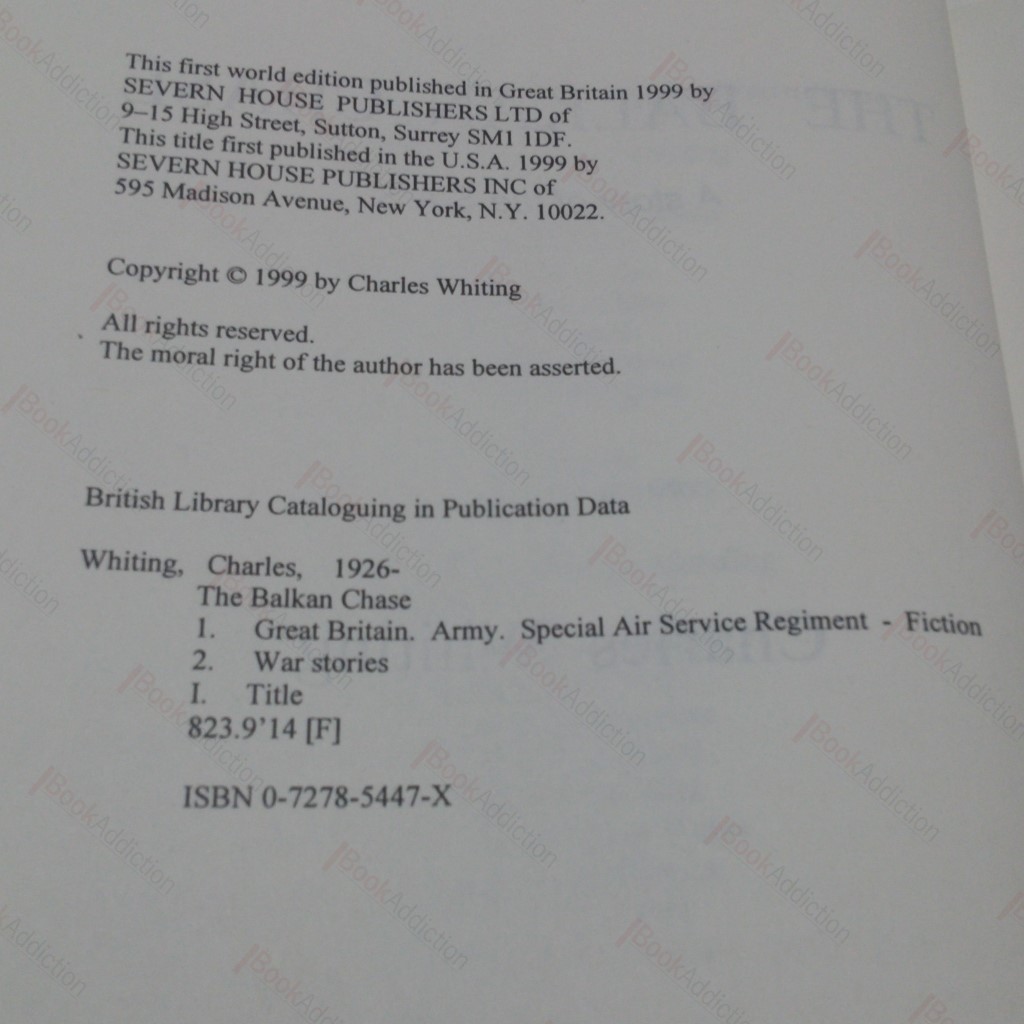 This first world edition published in Great Britain 1999 by
SEVERN HOUSE PUBLISHERS LTD of
9–15 High Street, Sutton, Surrey SM1 1DF.
This title first published in the U.S.A. 1999 by
SEVERN HOUSE PUBLISHERS INC of
595 Madison Avenue, New York, N.Y. 10022.
Copyright © 1999 by Charles Whiting
All rights reserved.
The moral right of the author has been asserted.
British Library Cataloguing in Publication Data
Whiting, Charles, 1926-
The Balkan Chase
1. Great Britain. Army. Special Air Service Regiment - Fiction
2. War stories
I. Title
823.9'14 [F]
ISBN 0-7278-5447-X
BookAddiction